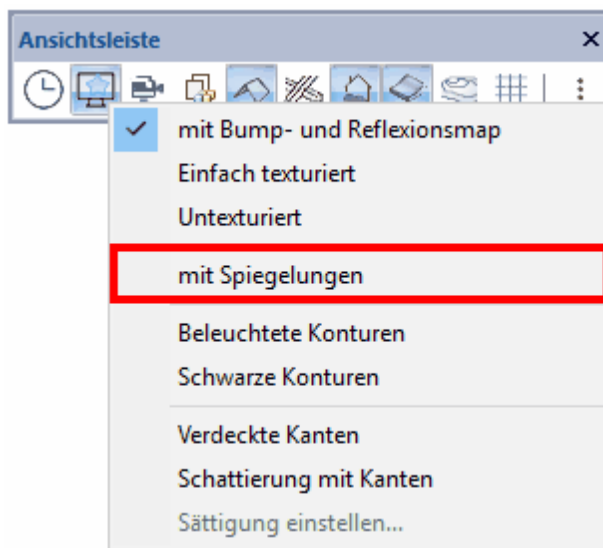 Ansichtsleiste
mit Bump- und Reflexionsmap
Einfach texturiert
Untexturiert
mit Spiegelungen
Beleuchtete Konturen
Schwarze Konturen
Verdeckte Kanten
Schattierung mit Kanten
Sättigung einstellen...